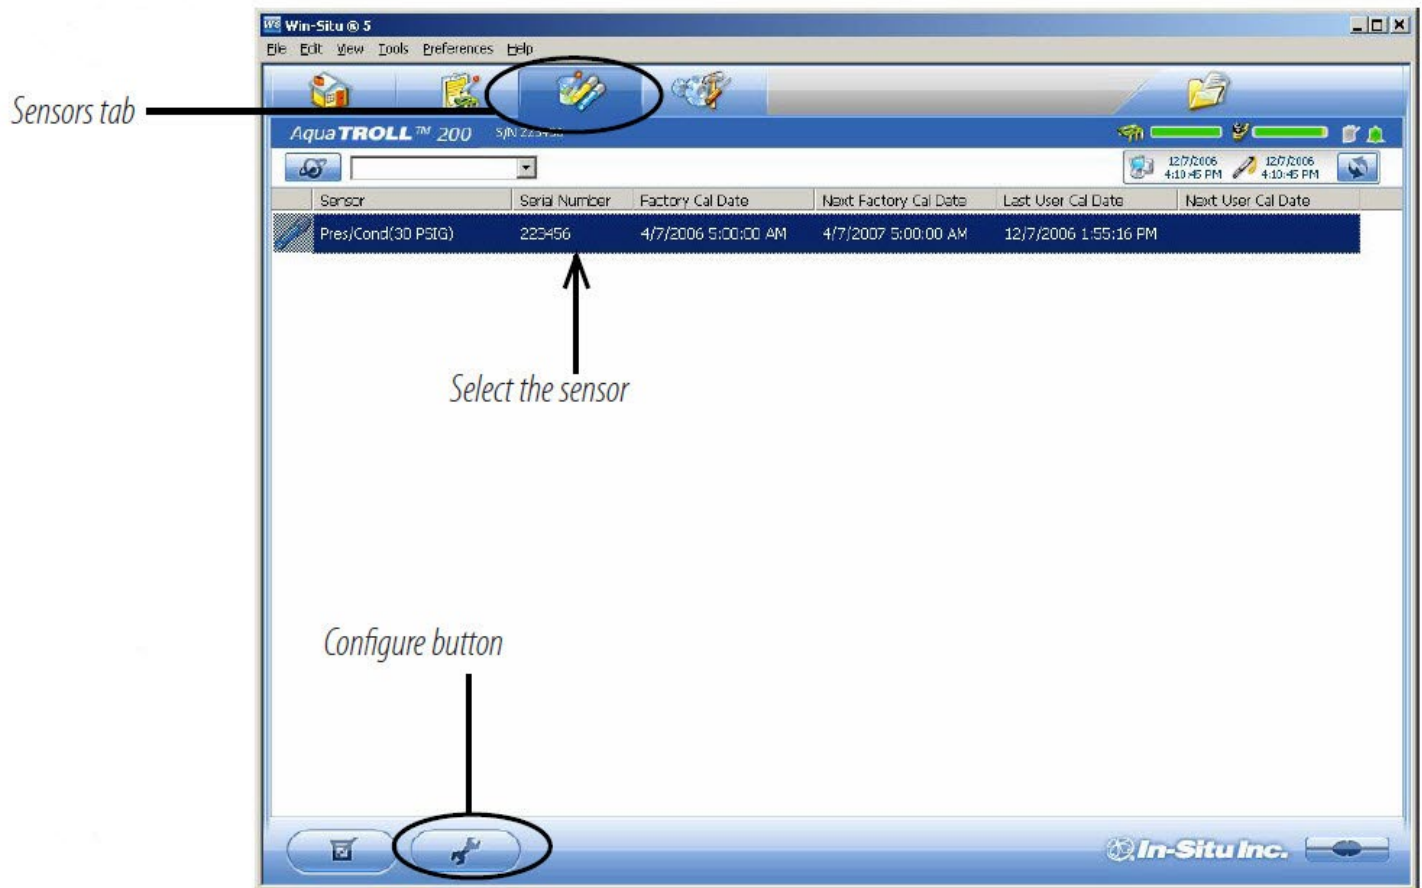 Win-Situ ® 5
File Edit View Tools Preferences Help
Sensors tab
AquaTROLL™ 200 S/N 223456
12/7/2006 4:10:45 PM 12/7/2006 4:10:45 PM
Sensor Serial Number Factory Cal Date Next Factory Cal Date Last User Cal Date Next User Cal Date
Pres/Cond(30 PSIG) 223456 4/7/2006 5:00:00 AM 4/7/2007 5:00:00 AM 12/7/2006 1:55:16 PM
Select the sensor
Configure button
In-Situ Inc.